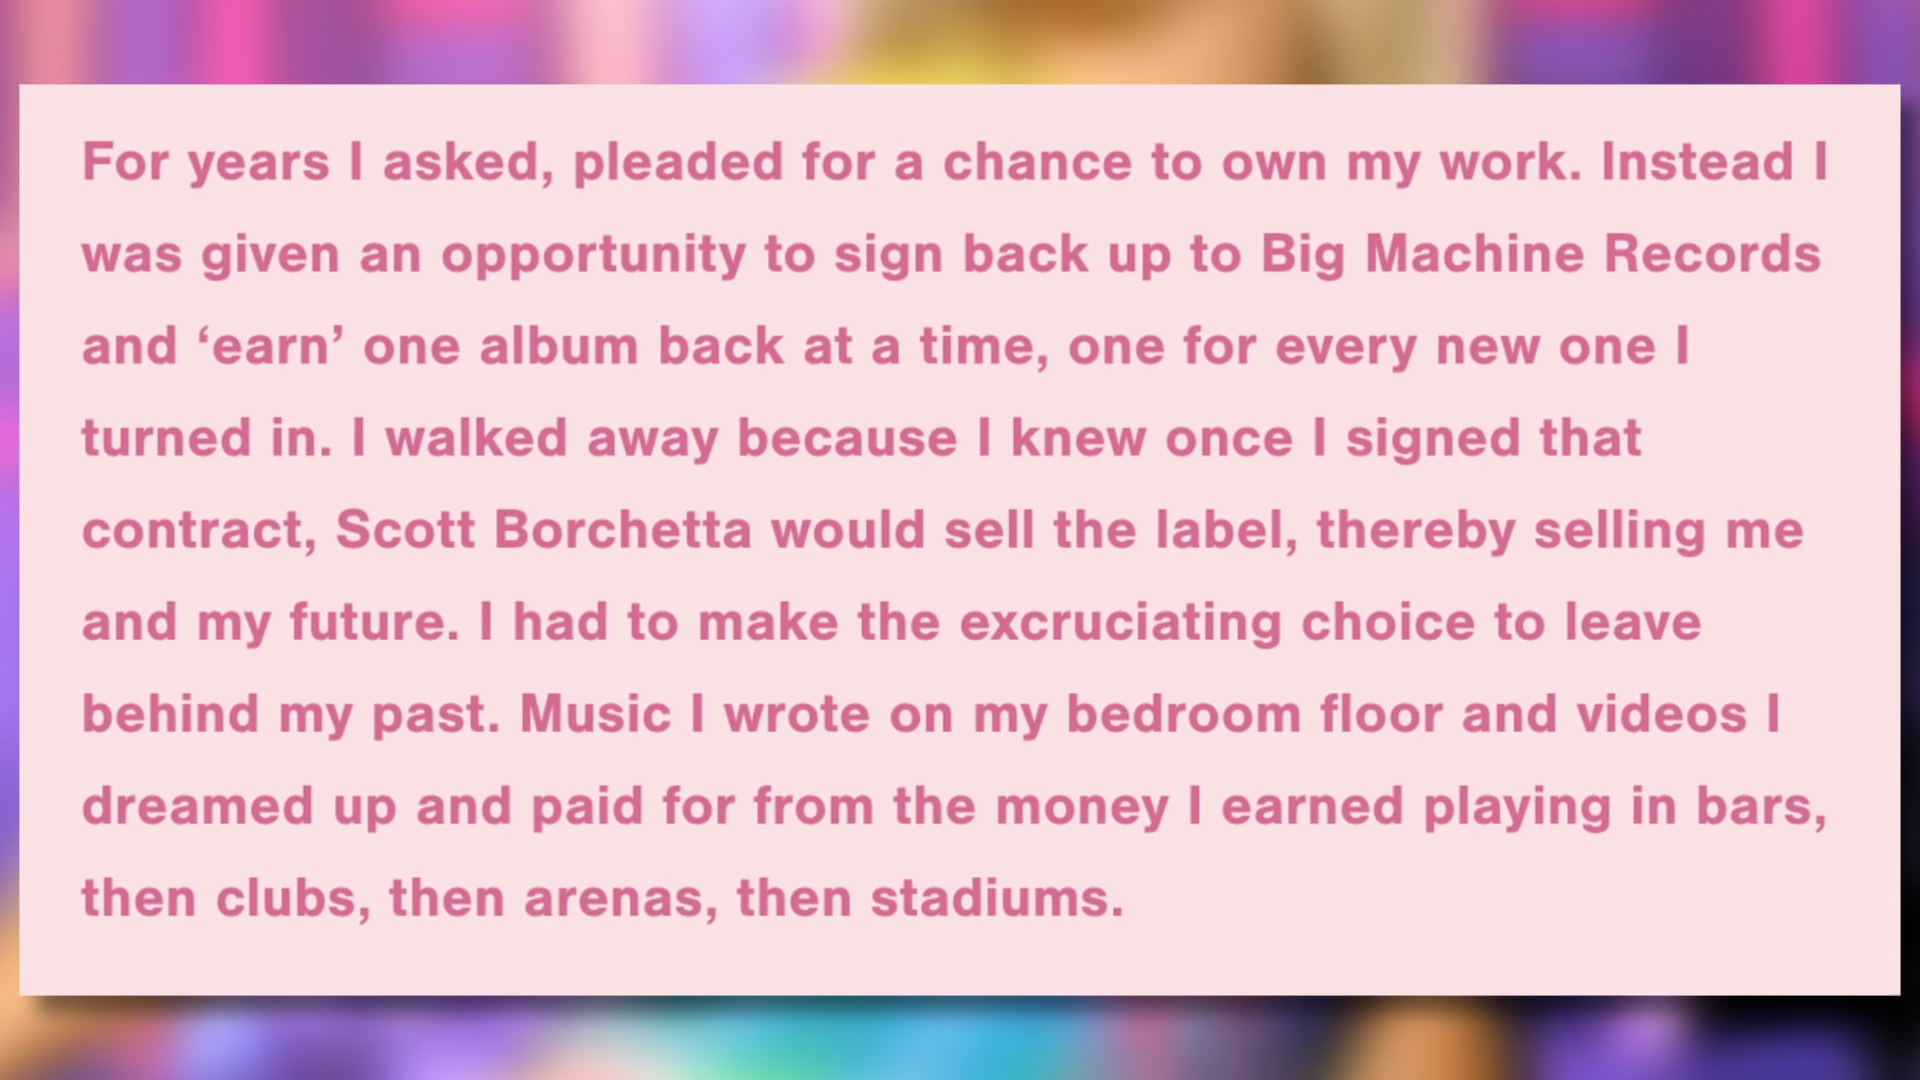 For years I asked, pleaded for a chance to own my work. Instead I
was given an opportunity to sign back up to Big Machine Records
and ‘earn’ one album back at a time, one for every new one I
turned in. I walked away because I knew once I signed that
contract, Scott Borchetta would sell the label, thereby selling me
and my future. I had to make the excruciating choice to leave
behind my past. Music I wrote on my bedroom floor and videos I
dreamed up and paid for from the money I earned playing in bars,
then clubs, then arenas, then stadiums.